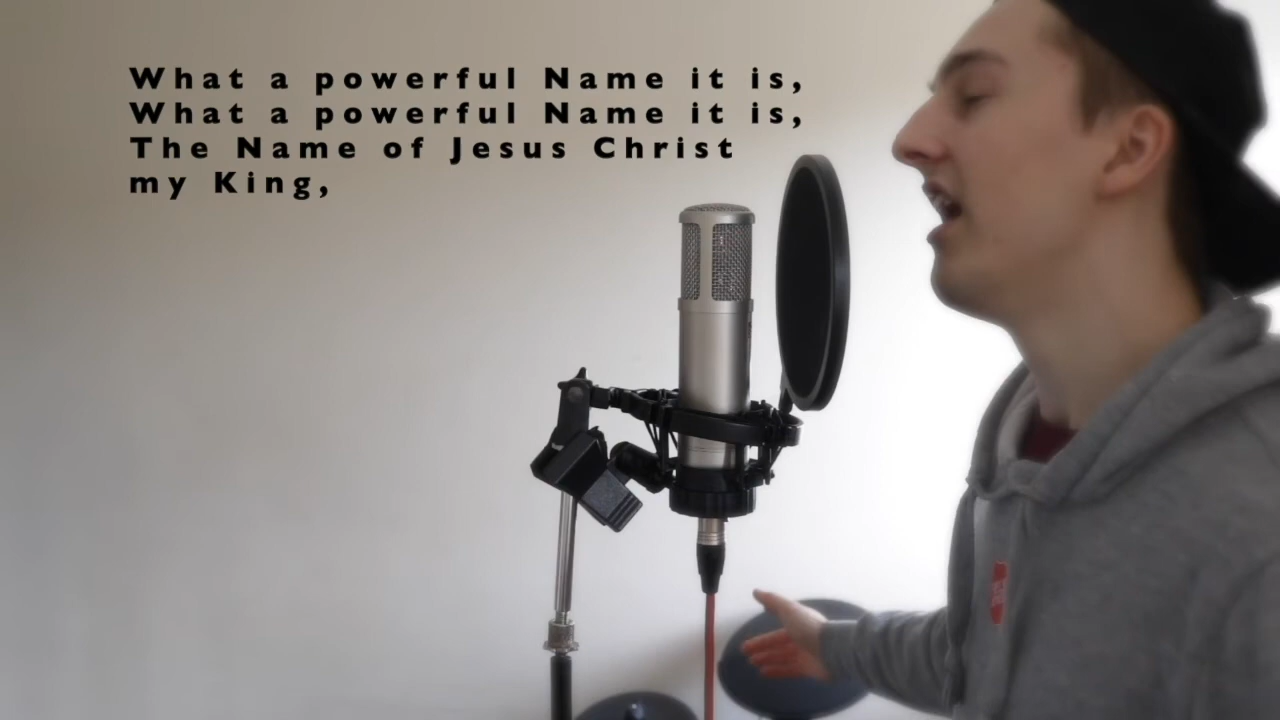 What a powerful Name it is,
What a powerful Name it is,
The Name of Jesus Christ
my King,